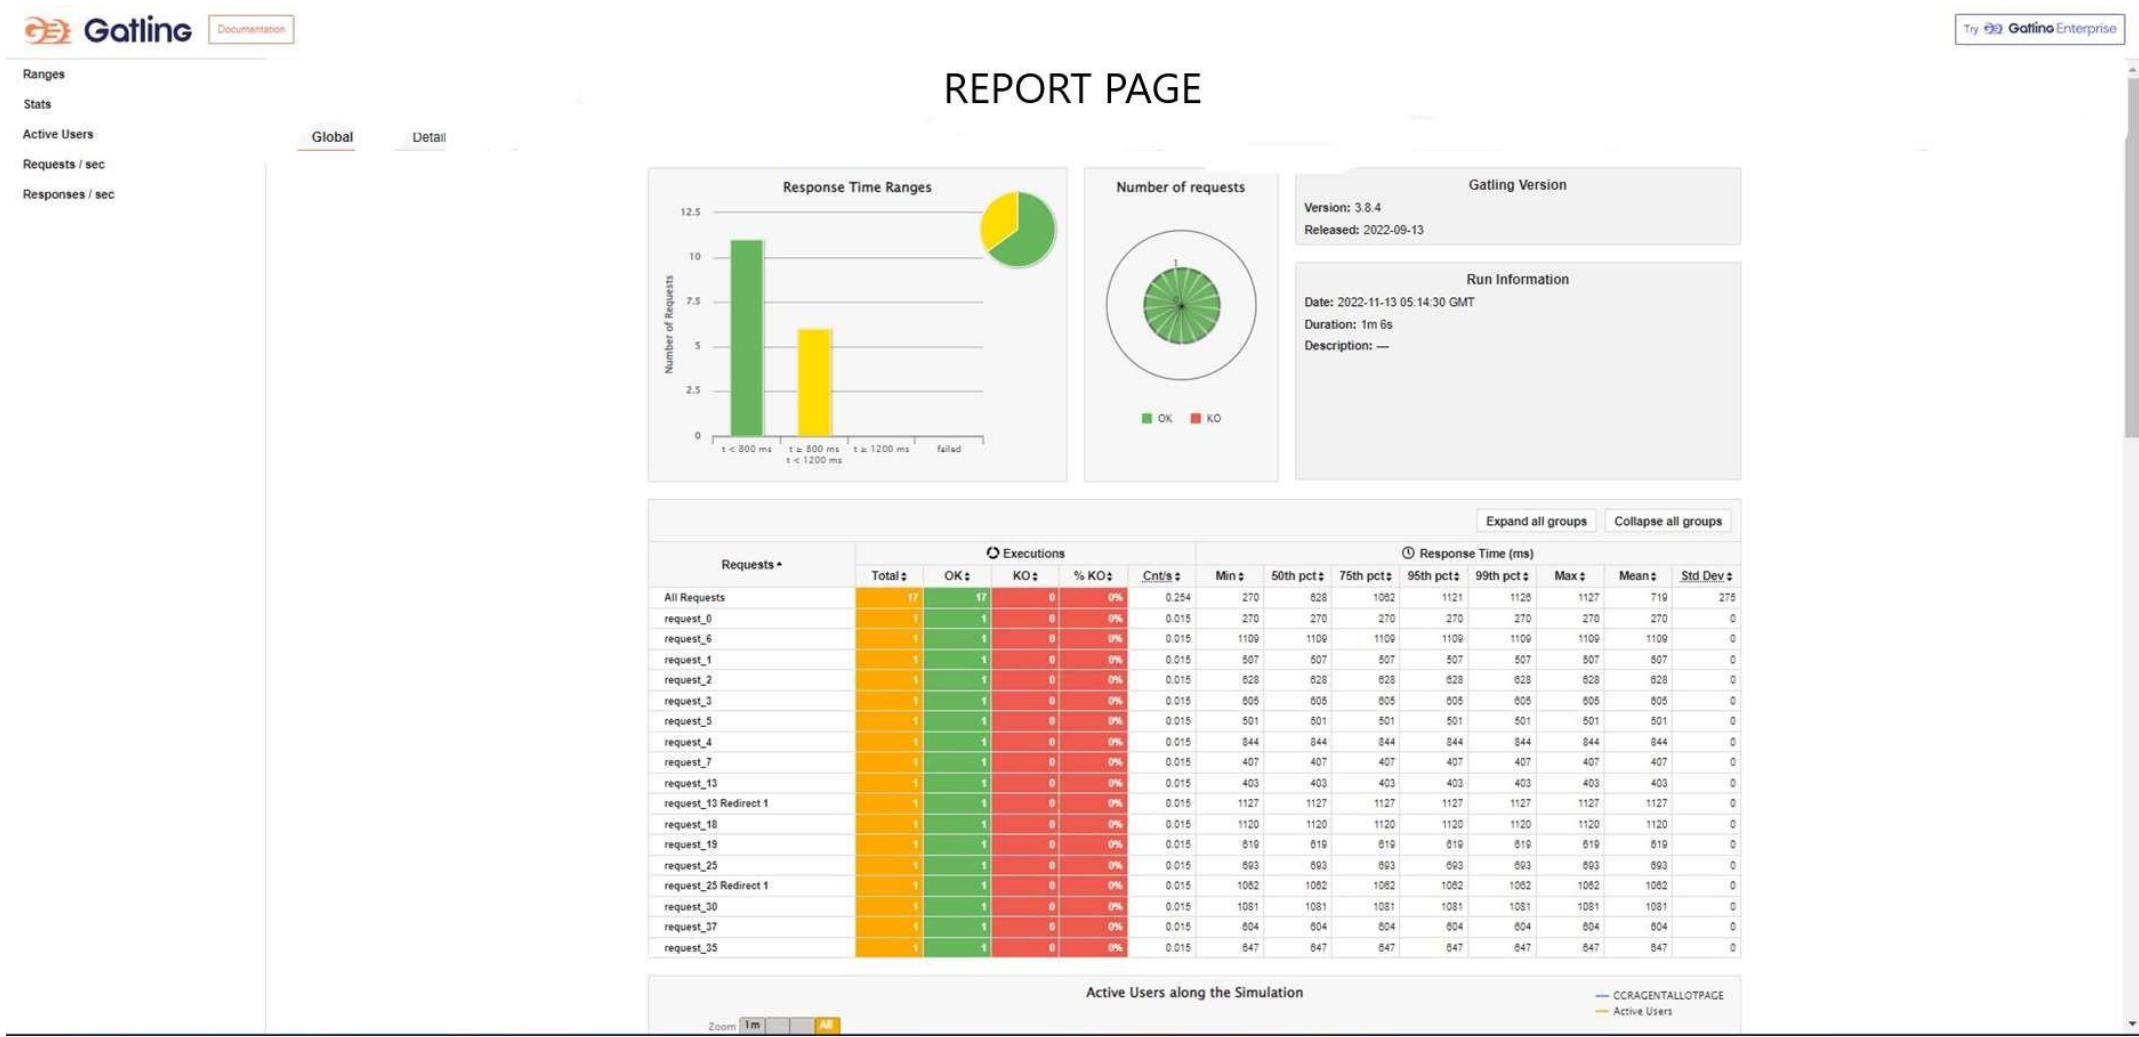 Gatling
Documentation
Try Gatling Enterprise
Ranges
Stats
Active Users
Requests / sec
Responses / sec
REPORT PAGE
Global Detail
Response Time Ranges
12.5
10
7.5
5
2.5
0
Number of Requests
t < 800 ms
t ≥ 800 ms
t < 1200 ms
t ≥ 1200 ms
failed
Number of requests
1
0
OK KO
Gatling Version
Version: 3.8.4
Released: 2022-09-13
Run Information
Date: 2022-11-13 05:14:30 GMT
Duration: 1m 6s
Description: —
Expand all groups Collapse all groups
Requests Executions Response Time (ms)
Total OK KO % KO Cnt/s Min 50th pct 75th pct 95th pct 99th pct Max Mean Std Dev
All Requests 17 17 0 0% 0.254 270 628 1062 1121 1126 1127 719 275
request_0 1 1 0 0% 0.015 270 270 270 270 270 270 270 0
request_6 1 1 0 0% 0.015 1109 1109 1109 1109 1109 1109 1109 0
request_1 1 1 0 0% 0.015 507 507 507 507 507 507 507 0
request_2 1 1 0 0% 0.015 628 628 628 628 628 628 628 0
request_3 1 1 0 0% 0.015 605 605 605 605 605 605 605 0
request_5 1 1 0 0% 0.015 501 501 501 501 501 501 501 0
request_4 1 1 0 0% 0.015 844 844 844 844 844 844 844 0
request_7 1 1 0 0% 0.015 407 407 407 407 407 407 407 0
request_13 1 1 0 0% 0.015 403 403 403 403 403 403 403 0
request_13 Redirect 1 1 1 0 0% 0.015 1127 1127 1127 1127 1127 1127 1127 0
request_18 1 1 0 0% 0.015 1120 1120 1120 1120 1120 1120 1120 0
request_19 1 1 0 0% 0.015 619 619 619 619 619 619 619 0
request_25 1 1 0 0% 0.015 693 693 693 693 693 693 693 0
request_25 Redirect 1 1 1 0 0% 0.015 1062 1062 1062 1062 1062 1062 1062 0
request_30 1 1 0 0% 0.015 1081 1081 1081 1081 1081 1081 1081 0
request_37 1 1 0 0% 0.015 604 604 604 604 604 604 604 0
request_35 1 1 0 0% 0.015 647 647 647 647 647 647 647 0
Active Users along the Simulation
CCRAGENTALLOTPAGE
Active Users
Zoom 1m All